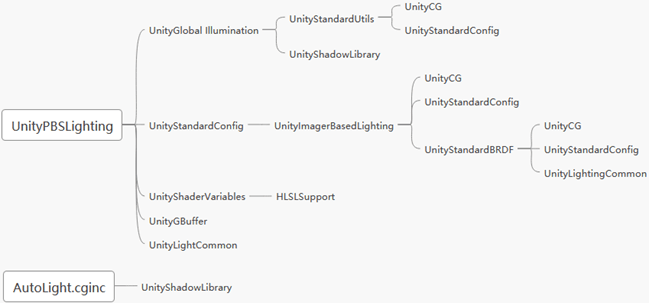 UnityPBSLighting
UnityGlobal Illumination
UnityStandardUtils
UnityCG
UnityStandardConfig
UnityShadowLibrary
UnityStandardConfig
UnityImagerBasedLighting
UnityCG
UnityStandardConfig
UnityStandardBRDF
UnityCG
UnityStandardConfig
UnityLightingCommon
UnityShaderVariables
HLSLSupport
UnityGBuffer
UnityLightCommon
AutoLight.cginc
UnityShadowLibrary